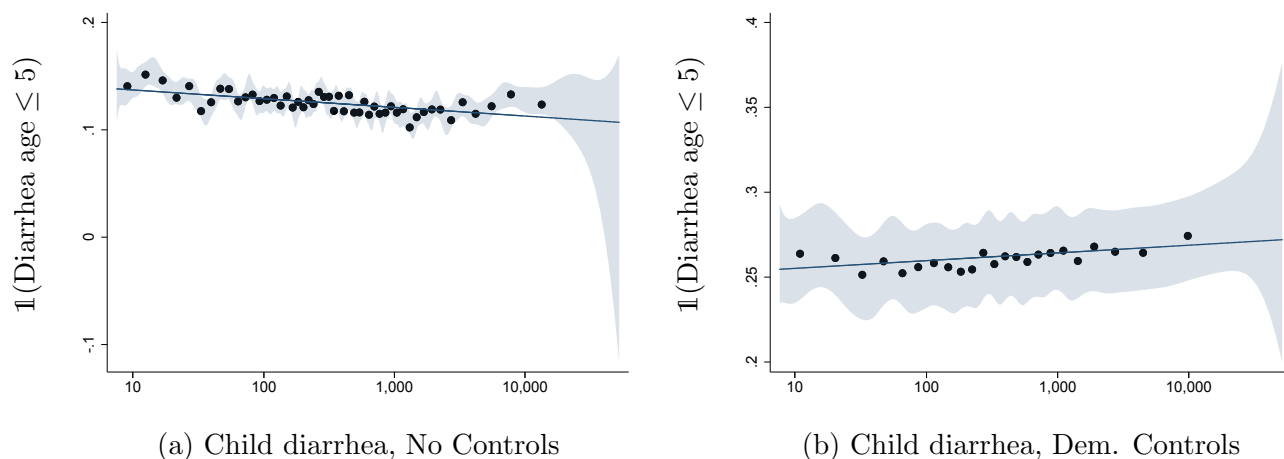 𝟙(Diarrhea age ≤ 5)
.2
.1
0
-.1
10 100 1,000 10,000
(a) Child diarrhea, No Controls
𝟙(Diarrhea age ≤ 5)
.4
.35
.3
.25
.2
10 100 1,000 10,000
(b) Child diarrhea, Dem. Controls